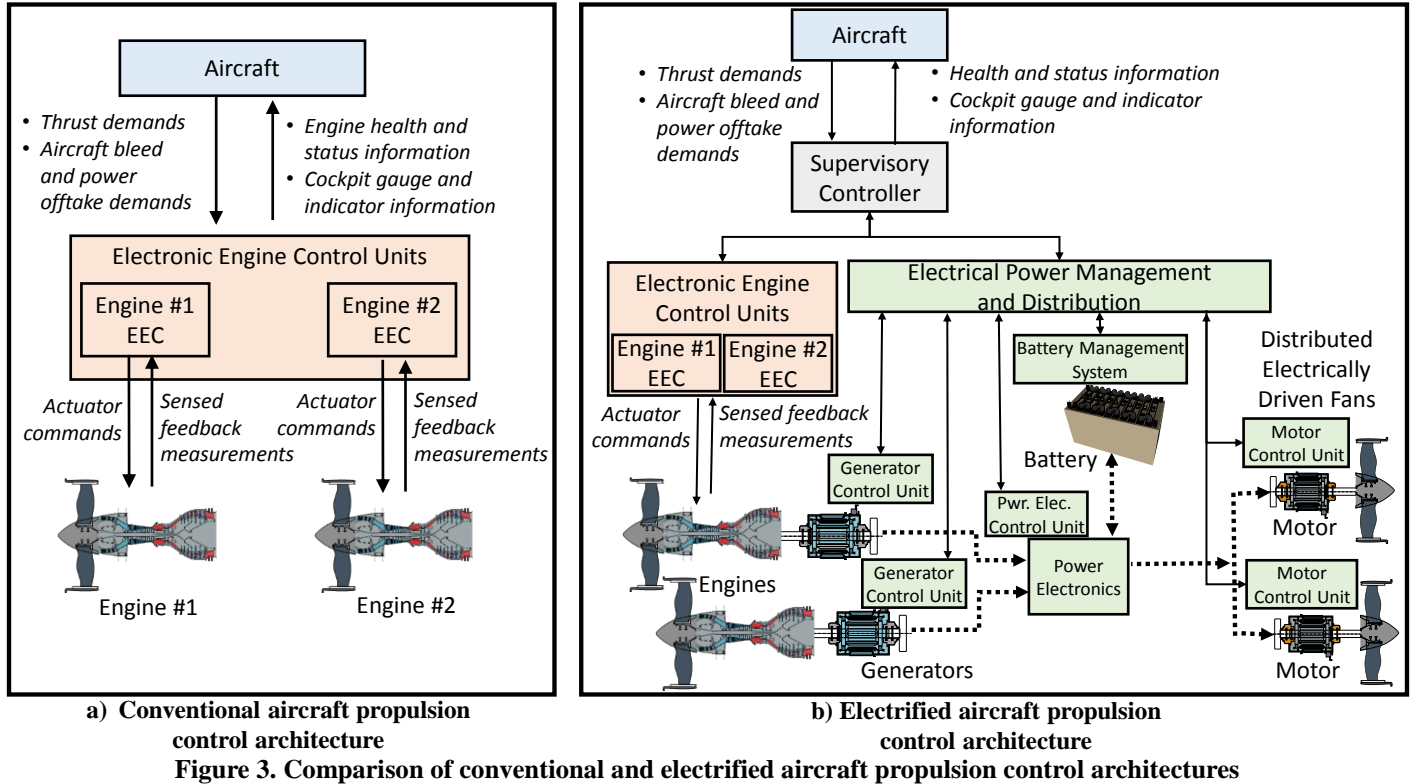 Aircraft
• Thrust demands
• Aircraft bleed
and power
offtake demands
• Engine health and
status information
• Cockpit gauge and
indicator information
Electronic Engine Control Units
Engine #1
EEC
Engine #2
EEC
Actuator
commands
Sensed
feedback
measurements
Actuator
commands
Sensed
feedback
measurements
Engine #1
Engine #2
a) Conventional aircraft propulsion
control architecture
Aircraft
• Thrust demands
• Aircraft bleed and
power offtake
demands
• Health and status information
• Cockpit gauge and indicator
information
Supervisory
Controller
Electronic Engine
Control Units
Engine #1
EEC
Engine #2
EEC
Electrical Power Management
and Distribution
Actuator
commands
Sensed feedback
measurements
Battery Management
System
Battery
Distributed
Electrically
Driven Fans
Generator
Control Unit
Pwr. Elec.
Control Unit
Motor
Control Unit
Motor
Engines
Generator
Control Unit
Power
Electronics
Motor
Control Unit
Generators
Motor
b) Electrified aircraft propulsion
control architecture
Figure 3. Comparison of conventional and electrified aircraft propulsion control architectures